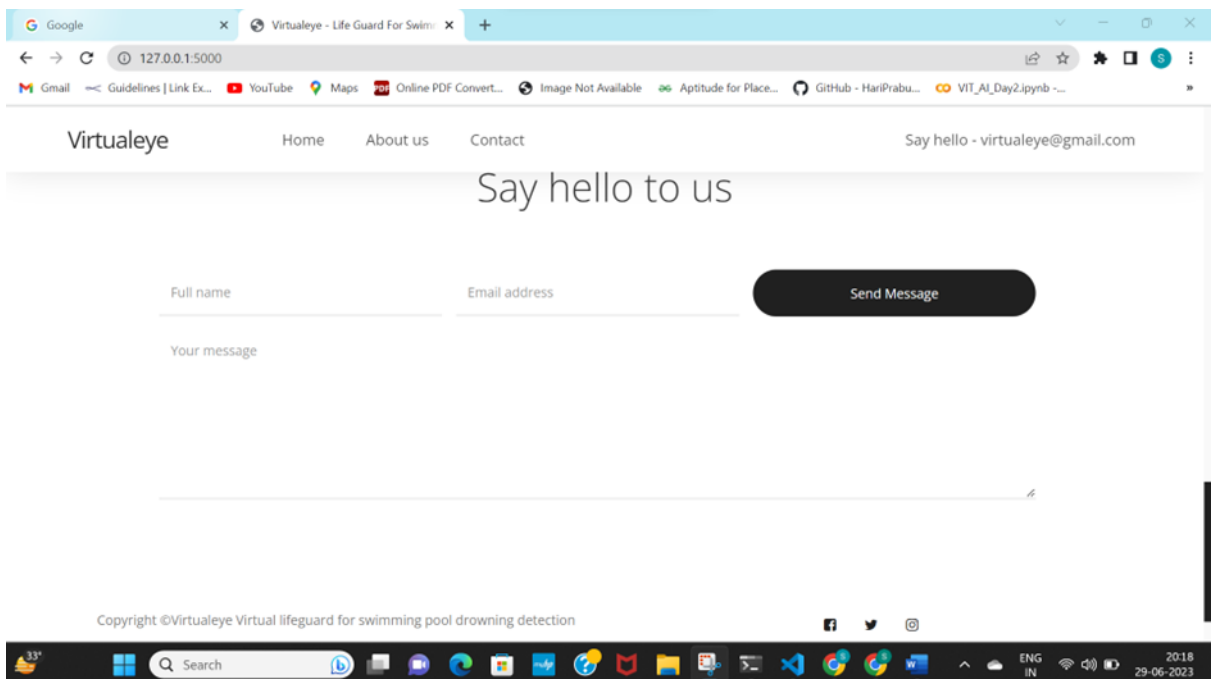 Google
Virtualeye - Life Guard For Swim
127.0.0.1:5000
Gmail Guidelines | Link Ex... YouTube Maps PDF Online PDF Convert... Image Not Available Aptitude for Place... GitHub - HariPrabu... CO VIT_AI_Day2.ipynb -... »
Virtualeye Home About us Contact Say hello - virtualeye@gmail.com
Say hello to us
Full name Email address Send Message
Your message
Copyright ©Virtualeye Virtual lifeguard for swimming pool drowning detection
33°
Search
ENG
IN
20:18
29-06-2023